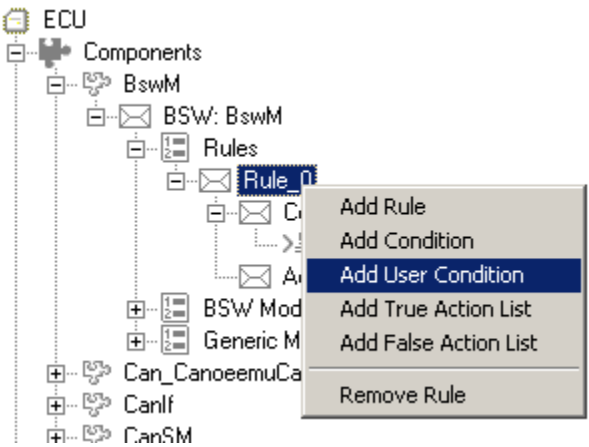 ECU
Components
BswM
BSW: BswM
Rules
Rule_0
Add Rule
Add Condition
Add User Condition
Add True Action List
BSW Mod
Add False Action List
Generic M
Can_CanoeemuCa
Remove Rule
CanIf
CanSM